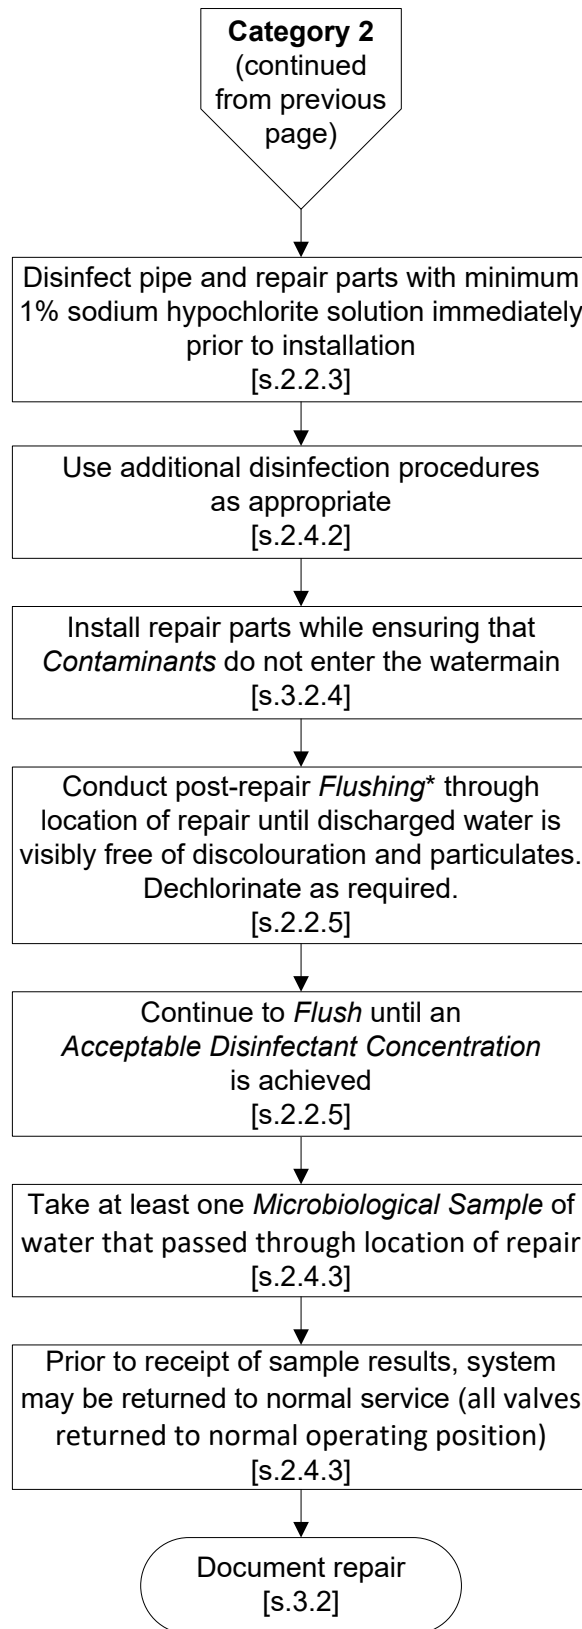 Category 2
(continued
from previous
page)
Disinfect pipe and repair parts with minimum
1% sodium hypochlorite solution immediately
prior to installation
[s.2.2.3]
Use additional disinfection procedures
as appropriate
[s.2.4.2]
Install repair parts while ensuring that
Contaminants do not enter the watermain
[s.3.2.4]
Conduct post-repair Flushing* through
location of repair until discharged water is
visibly free of discolouration and particulates.
Dechlorinate as required.
[s.2.2.5]
Continue to Flush until an
Acceptable Disinfectant Concentration
is achieved
[s.2.2.5]
Take at least one Microbiological Sample of
water that passed through location of repair
[s.2.4.3]
Prior to receipt of sample results, system
may be returned to normal service (all valves
returned to normal operating position)
[s.2.4.3]
Document repair
[s.3.2]